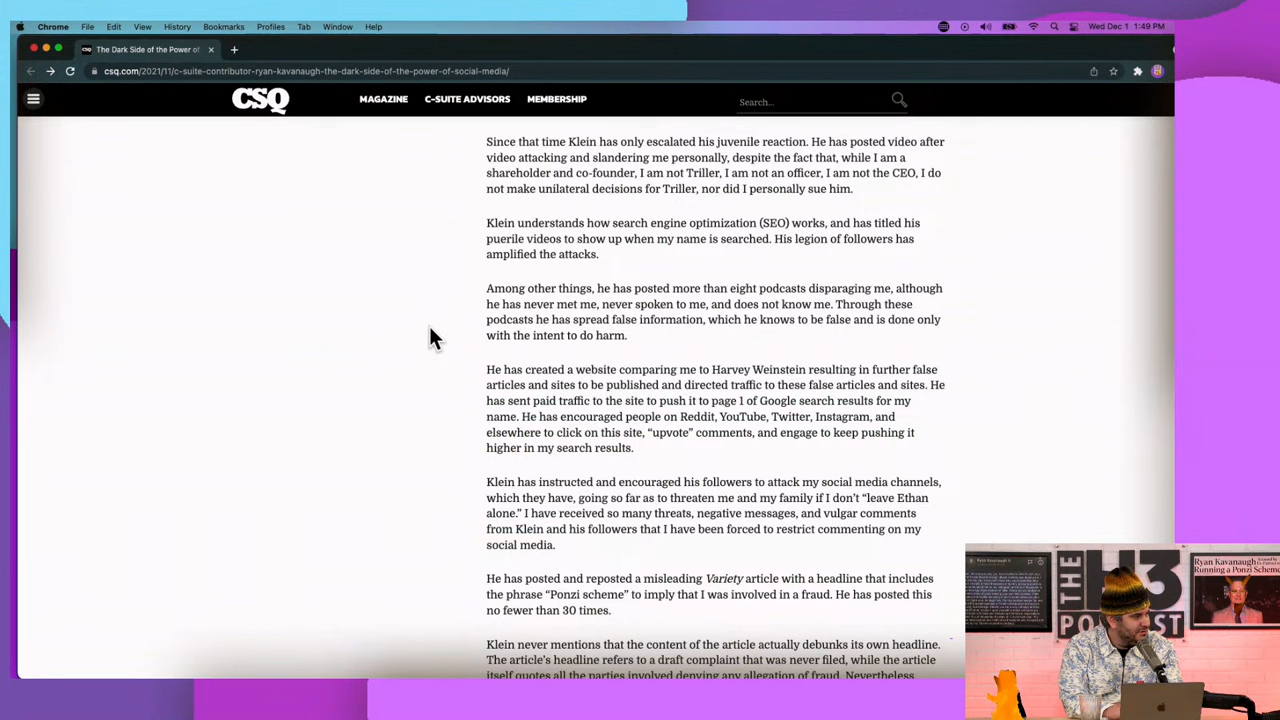 Chrome File Edit View History Bookmarks Profiles Tab Window Help Wed Dec 1 1:49 PM
CSQ The Dark Side of the Power of
csq.com/2021/11/c-suite-contributor-ryan-kavanaugh-the-dark-side-of-the-power-of-social-media/
CSQ MAGAZINE C-SUITE ADVISORS MEMBERSHIP Search...
Since that time Klein has only escalated his juvenile reaction. He has posted video after
video attacking and slandering me personally, despite the fact that, while I am a
shareholder and co-founder, I am not Triller, I am not an officer, I am not the CEO, I do
not make unilateral decisions for Triller, nor did I personally sue him.
Klein understands how search engine optimization (SEO) works, and has titled his
puerile videos to show up when my name is searched. His legion of followers has
amplified the attacks.
Among other things, he has posted more than eight podcasts disparaging me, although
he has never met me, never spoken to me, and does not know me. Through these
podcasts he has spread false information, which he knows to be false and is done only
with the intent to do harm.
He has created a website comparing me to Harvey Weinstein resulting in further false
articles and sites to be published and directed traffic to these false articles and sites. He
has sent paid traffic to the site to push it to page 1 of Google search results for my
name. He has encouraged people on Reddit, YouTube, Twitter, Instagram, and
elsewhere to click on this site, “upvote” comments, and engage to keep pushing it
higher in my search results.
Klein has instructed and encouraged his followers to attack my social media channels,
which they have, going so far as to threaten me and my family if I don’t “leave Ethan
alone.” I have received so many threats, negative messages, and vulgar comments
from Klein and his followers that I have been forced to restrict commenting on my
social media.
He has posted and reposted a misleading Variety article with a headline that includes
the phrase “Ponzi scheme” to imply that I was involved in a fraud. He has posted this
no fewer than 30 times.
Klein never mentions that the content of the article actually debunks its own headline.
The article’s headline refers to a draft complaint that was never filed, while the article
itself quotes all the parties involved denying any allegation of fraud. Nevertheless
THE
PODCAST
Ryan Kavanaugh
Running a Ponzi Scheme